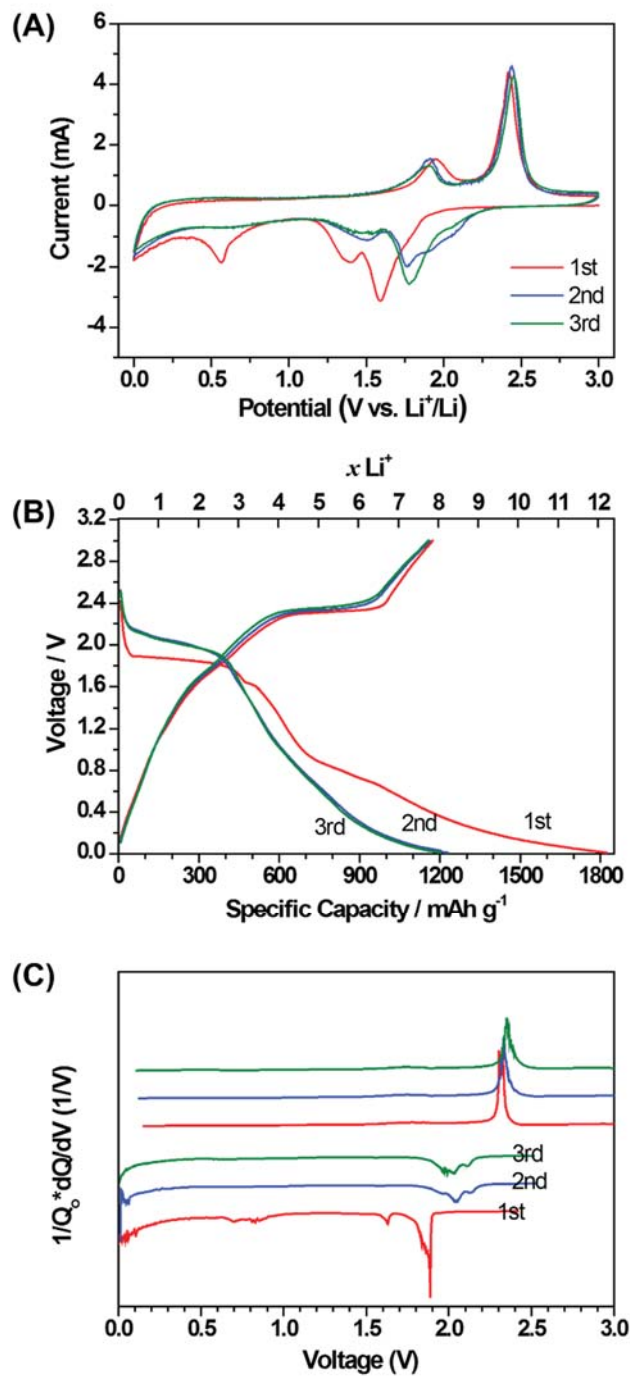 (A)
6
4
2
0
-2
-4
Current (mA)
1st
2nd
3rd
0.0 0.5 1.0 1.5 2.0 2.5 3.0
Potential (V vs. Li⁺/Li)
x Li⁺
(B)
0 1 2 3 4 5 6 7 8 9 10 11 12
3.2
2.8
2.4
2.0
1.6
1.2
0.8
0.4
0.0
Voltage / V
3rd 2nd 1st
0 300 600 900 1200 1500 1800
Specific Capacity / mAh g⁻¹
(C)
1/Qₒ*dQ/dV (1/V)
3rd
2nd
1st
0.0 0.5 1.0 1.5 2.0 2.5 3.0
Voltage (V)